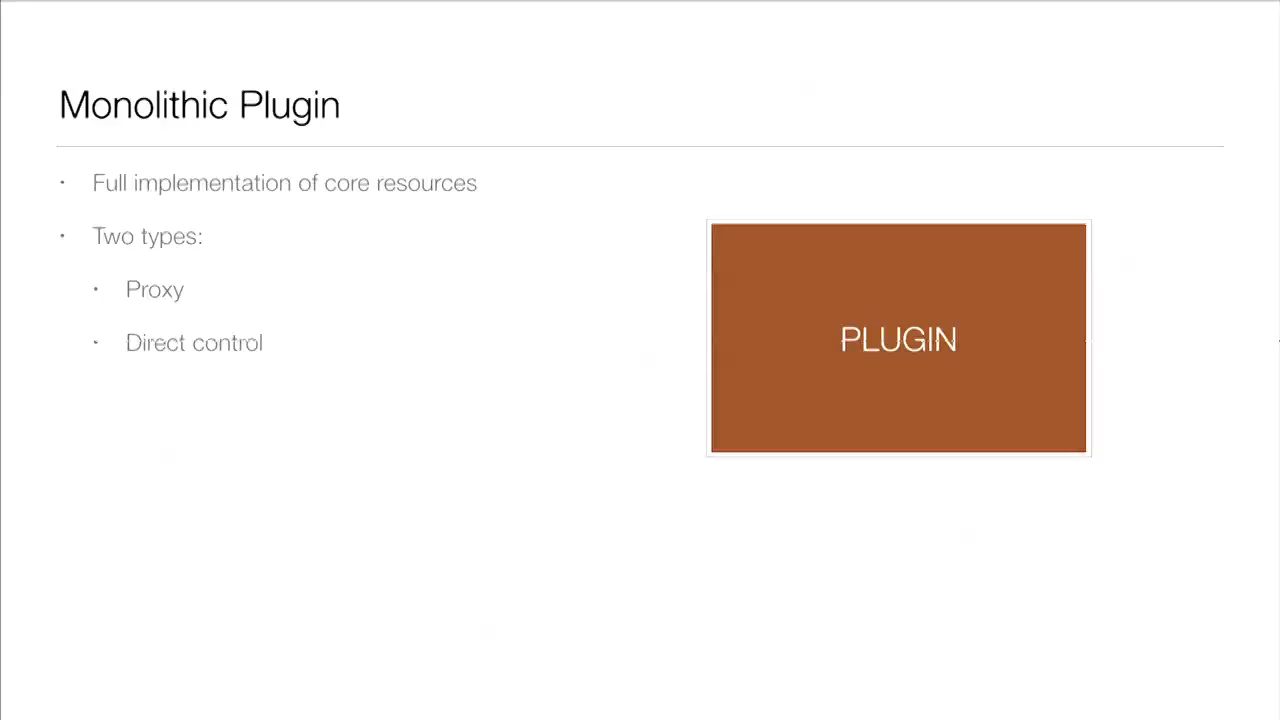 Monolithic Plugin
• Full implementation of core resources
• Two types:
• Proxy
• Direct control
PLUGIN